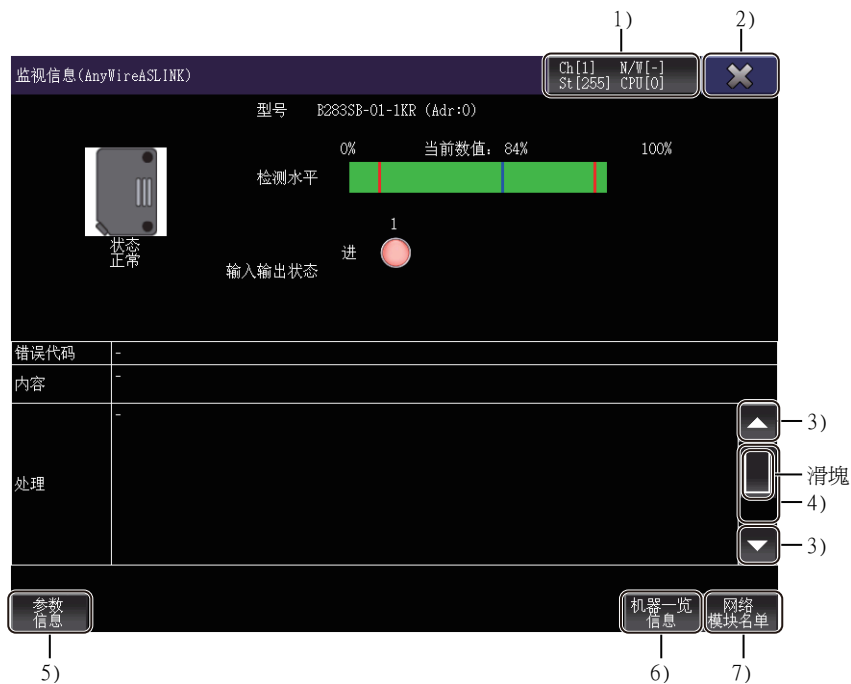 1)
2)
监视信息(AnyWireASLINK)
Ch[1] N/W[-]
St[255] CPU[0]
型号 B283SB-01-1KR (Adr:0)
0% 当前数值: 84% 100%
检测水平
1
进
输入输出状态
状态
正常
错误代码 -
内容 -
处理 -
3)
滑塊
4)
3)
参数
信息
机器一览
信息
网络
模块名单
5)
6)
7)